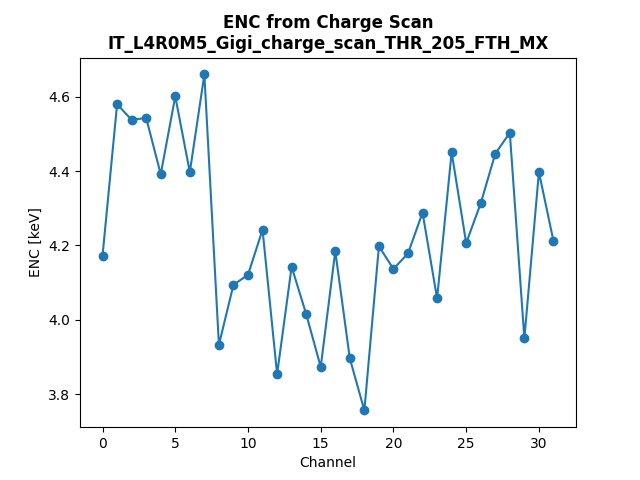 ENC from Charge Scan
IT_L4R0M5_Gigi_charge_scan_THR_205_FTH_MX
4.6
4.4
4.2
4.0
3.8
ENC [keV]
0 5 10 15 20 25 30
Channel